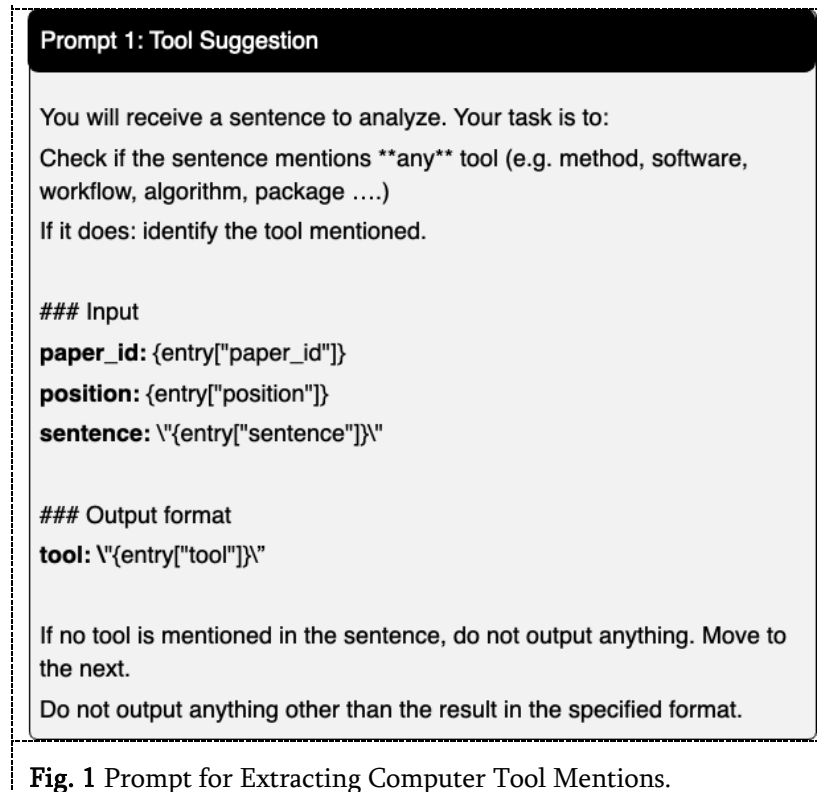 Prompt 1: Tool Suggestion
You will receive a sentence to analyze. Your task is to:
Check if the sentence mentions **any** tool (e.g. method, software,
workflow, algorithm, package ....)
If it does: identify the tool mentioned.
### Input
paper_id: {entry["paper_id"]}
position: {entry["position"]}
sentence: \"{entry["sentence"]}\"
### Output format
tool: \"{entry["tool"]}\”
If no tool is mentioned in the sentence, do not output anything. Move to
the next.
Do not output anything other than the result in the specified format.
Fig. 1 Prompt for Extracting Computer Tool Mentions.